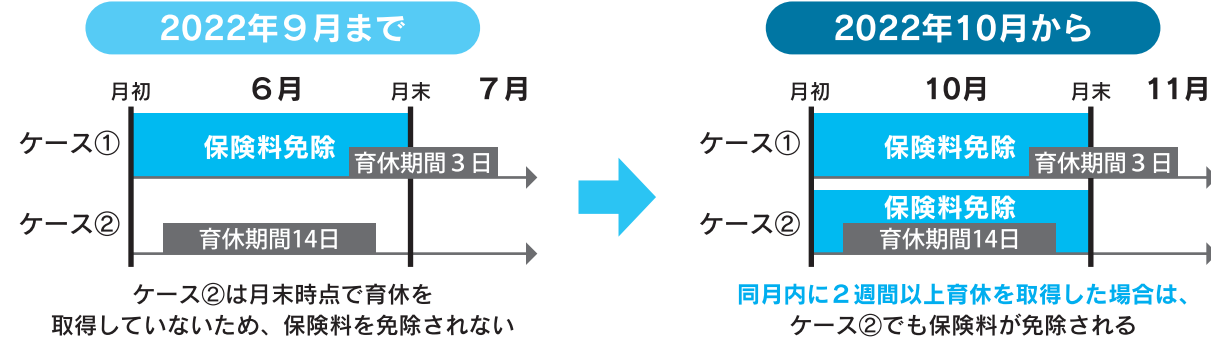 2022年９月まで
月初 ６月 月末 ７月
ケース① 保険料免除
育休期間３日
ケース②
育休期間14日
ケース②は月末時点で育休を
取得していないため、保険料を免除されない
2022年10月から
月初 10月 月末 11月
ケース① 保険料免除
育休期間３日
ケース② 保険料免除
育休期間14日
同月内に２週間以上育休を取得した場合は、
ケース②でも保険料が免除される